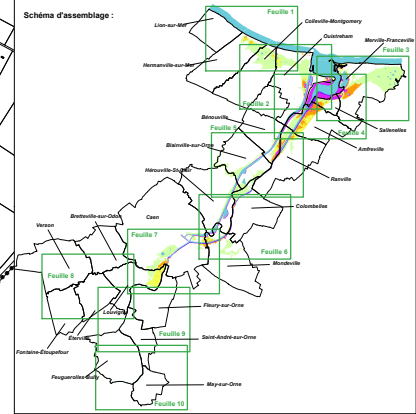 Schéma d'assemblage :
Feuille 1
Colleville-Montgomery
Lion-sur-Mer
Ouistreham
Merville-Franceville
Feuille 3
Hermanville-sur-Mer
Feuille 2
Bénouville
Feuille 5
Feuille 4
Sallenelles
Blainville-sur-Orne
Amfreville
Hérouville-St-Clair
Ranville
Bretteville-sur-Odon
Caen
Colombelles
Verson
Feuille 7
Feuille 6
Feuille 8
Mondeville
Louvigny
Fleury-sur-Orne
Eterville
Feuille 9
Saint-André-sur-Orne
Fontaine-Etoupefour
Feuguerolles-Bully
May-sur-Orne
Feuille 10